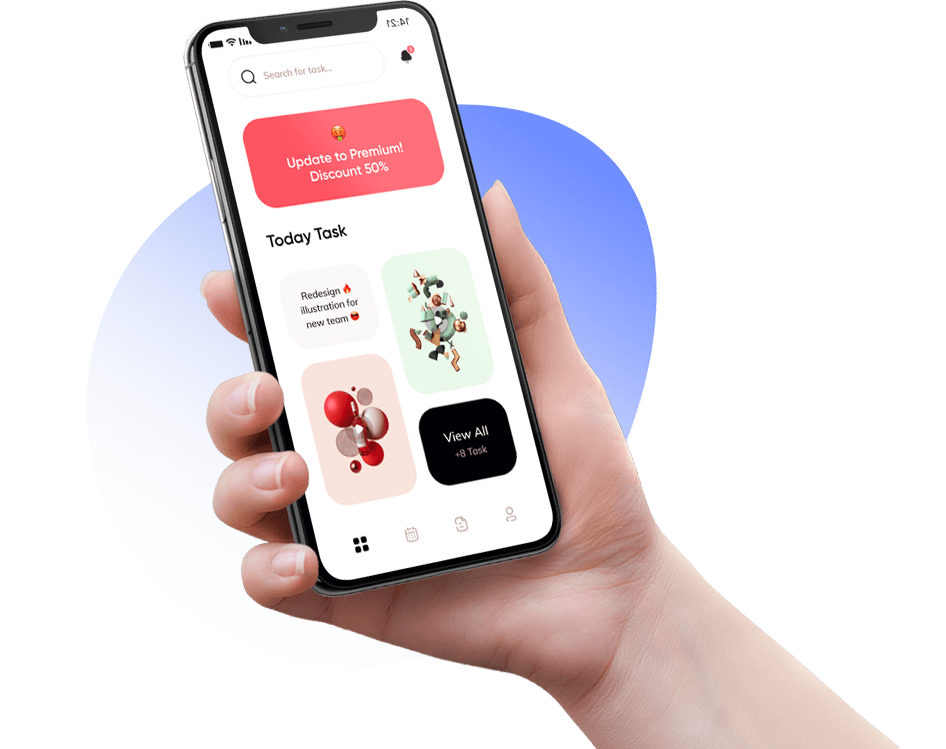 14:21
Search for task...
Update to Premium!
Discount 50%
Today Task
Redesign 🔥
illustration for
new team 😍
View All
+8 Task